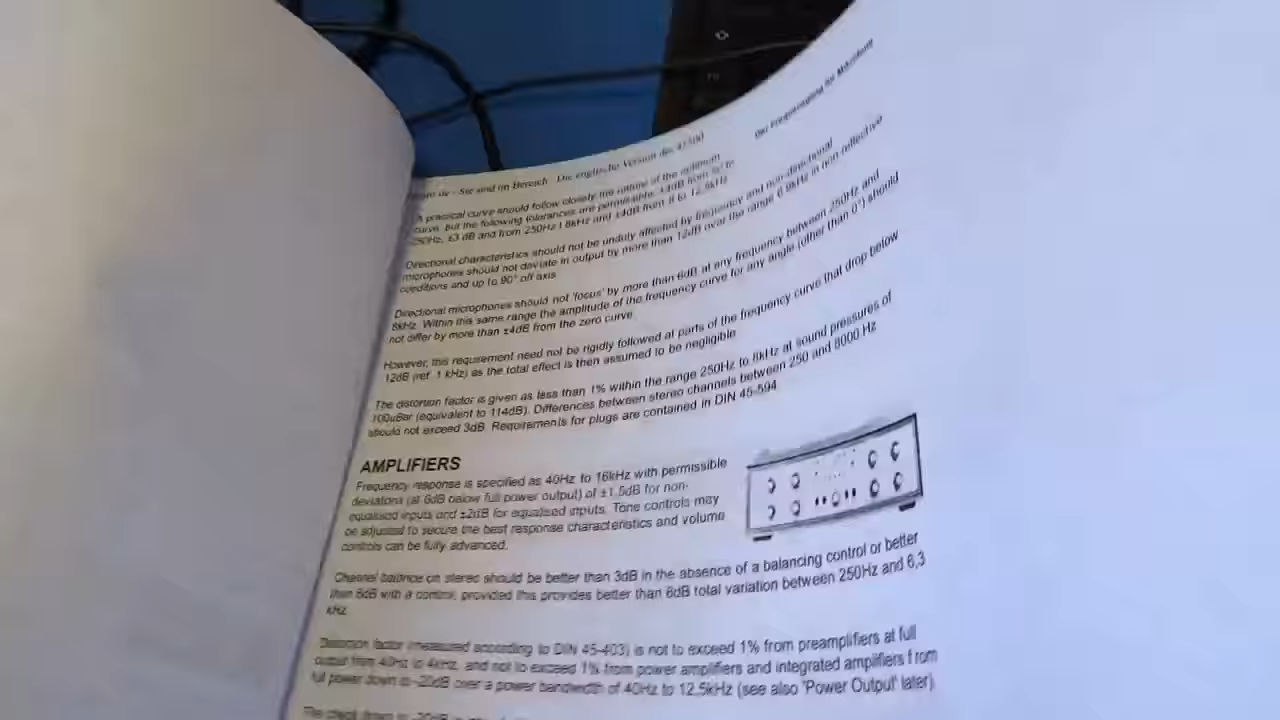 Sie sind im Bereich Die englische Version der 45500
A practical curve should follow closely the outline of the optimum
curve, but the following tolerances are permissible: ±4dB from to
250Hz, ±3 dB and from 250Hz 8kHz and ±4dB from 8 to 12.5kHz
Directional characteristics should not be unduly affected by frequency and non-directional
microphones should not deviate in output by more than 12dB over the range 6.9kHz in non reflective
conditions and up to 90° off axis
Directional microphones should not 'focus' by more than 6dB at any frequency between 250Hz and
8kHz. Within this same range the amplitude of the frequency curve for any angle (other than 0°) should
not differ by more than ±4dB from the zero curve
However, this requirement need not be rigidly followed at parts of the frequency curve that drop below
12dB (ref. 1 kHz) as the total effect is then assumed to be negligible
The distortion factor is given as less than 1% within the range 250Hz to 8kHz at sound pressures of
100uBar (equivalent to 114dB). Differences between stereo channels between 250 and 8000 Hz
should not exceed 3dB. Requirements for plugs are contained in DIN 45-594
AMPLIFIERS
Frequency response is specified as 40Hz to 16kHz with permissible
deviations (at 6dB below full power output) of ±1.5dB for non-
equalised inputs and ±2dB for equalised inputs. Tone controls may
be adjusted to secure the best response characteristics and volume
controls can be fully advanced.
Channel balance on stereo should be better than 3dB in the absence of a balancing control or better
than 8dB with a control, provided this provides better than 6dB total variation between 250Hz and 6,3
kHz
Distortion factor (measured according to DIN 45-403) is not to exceed 1% from preamplifiers at full
output from 40Hz to 4kHz, and not to exceed 1% from power amplifiers and integrated amplifiers f rom
full power down to -20dB over a power bandwidth of 40Hz to 12.5kHz (see also 'Power Output' later)